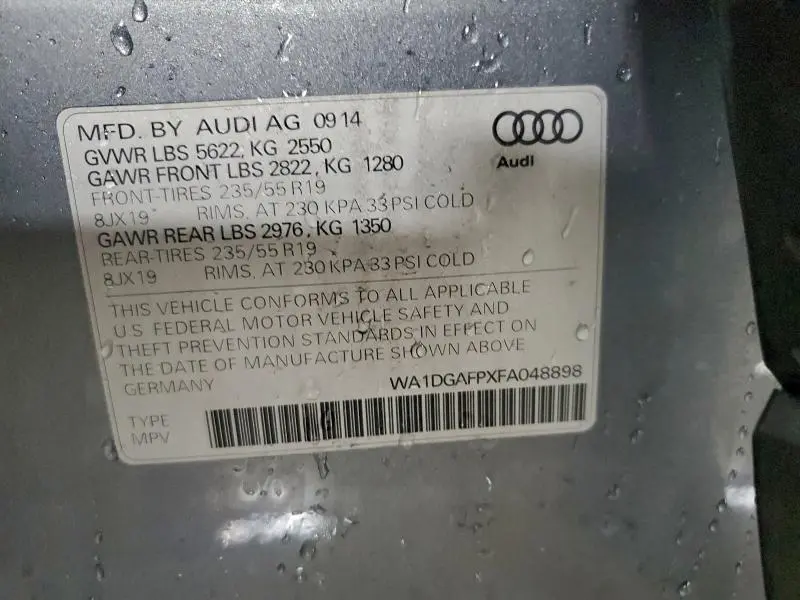 MFD. BY AUDI AG 09 14
GVWR LBS 5622, KG 2550
GAWR FRONT LBS 2822, KG 1280
FRONT-TIRES 235/55 R19
8JX19 RIMS, AT 230 KPA 33 PSI COLD
GAWR REAR LBS 2976, KG 1350
REAR-TIRES 235/55 R19
8JX19 RIMS, AT 230 KPA 33 PSI COLD
Audi
THIS VEHICLE CONFORMS TO ALL APPLICABLE
U.S. FEDERAL MOTOR VEHICLE SAFETY AND
THEFT PREVENTION STANDARDS IN EFFECT ON
THE DATE OF MANUFACTURE SHOWN ABOVE
GERMANY WA1DGAFPXFA048898
TYPE
MPV